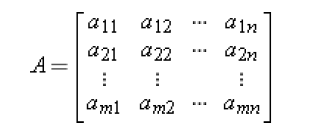 a₁₁ a₁₂ ⋯ a₁ₙ
a₂₁ a₂₂ ⋯ a₂ₙ
A = ⋮ ⋮ ⋮
aₘ₁ aₘ₂ ⋯ aₘₙ